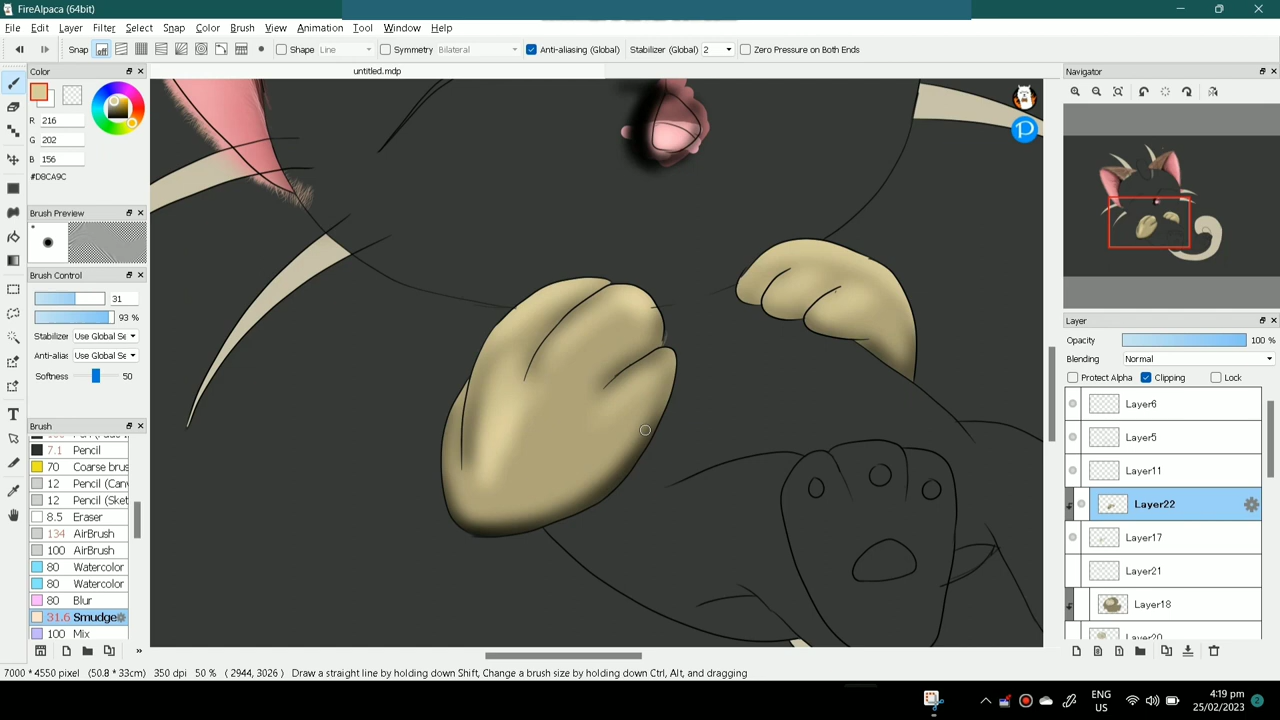 FireAlpaca (64bit)
File Edit Layer Filter Select Snap Color Brush View Animation Tool Window Help
Snap off Shape Line Symmetry Bilateral Anti-aliasing (Global) Stabilizer (Global) 2 Zero Pressure on Both Ends
Color
untitled.mdp
Navigator
R 216
G 202
B 156
#D8CA9C
Brush Preview
Brush Control
31
93 %
Stabilizer Use Global Se
Anti-alias Use Global Se
Softness 50
Brush
7.1 Pencil
70 Coarse brus
12 Pencil (Canv
12 Pencil (Sket
8.5 Eraser
134 AirBrush
100 AirBrush
80 Watercolor
80 Watercolor
80 Blur
31.6 Smudge
100 Mix
Layer
Opacity 100 %
Blending Normal
Protect Alpha Clipping Lock
Layer6
Layer5
Layer11
Layer22
Layer17
Layer21
Layer18
Layer20
7000 * 4550 pixel (50.8 * 33cm) 350 dpi 50 % ( 2944, 3026 ) Draw a straight line by holding down Shift, Change a brush size by holding down Ctrl, Alt, and dragging
ENG
US
4:19 pm
25/02/2023
2